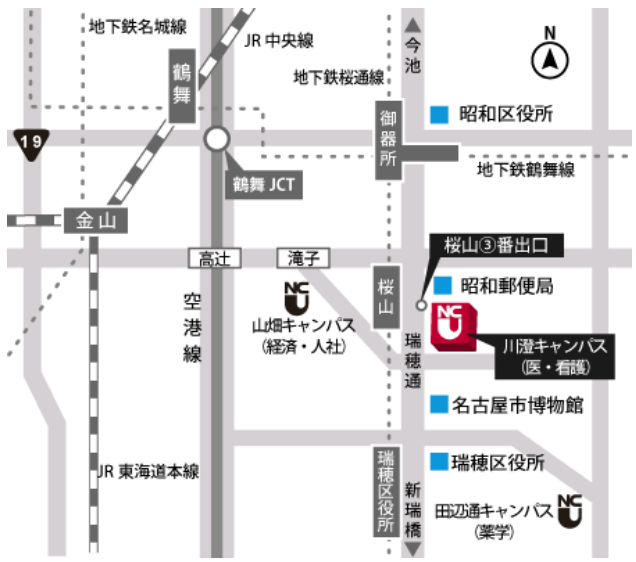 地下鉄名城線
JR 中央線
今池
N
鶴舞
地下鉄桜通線
御器所
昭和区役所
19
地下鉄鶴舞線
鶴舞 JCT
金山
高辻
滝子
桜山③番出口
桜山
昭和郵便局
NCU
山畑キャンパス
(経済・人社)
空港線
NCU
川澄キャンパス
(医・看護)
瑞穂通
名古屋市博物館
JR 東海道本線
瑞穂区役所
瑞穂区役所
新瑞橋
田辺通キャンパス
(薬学)
NCU